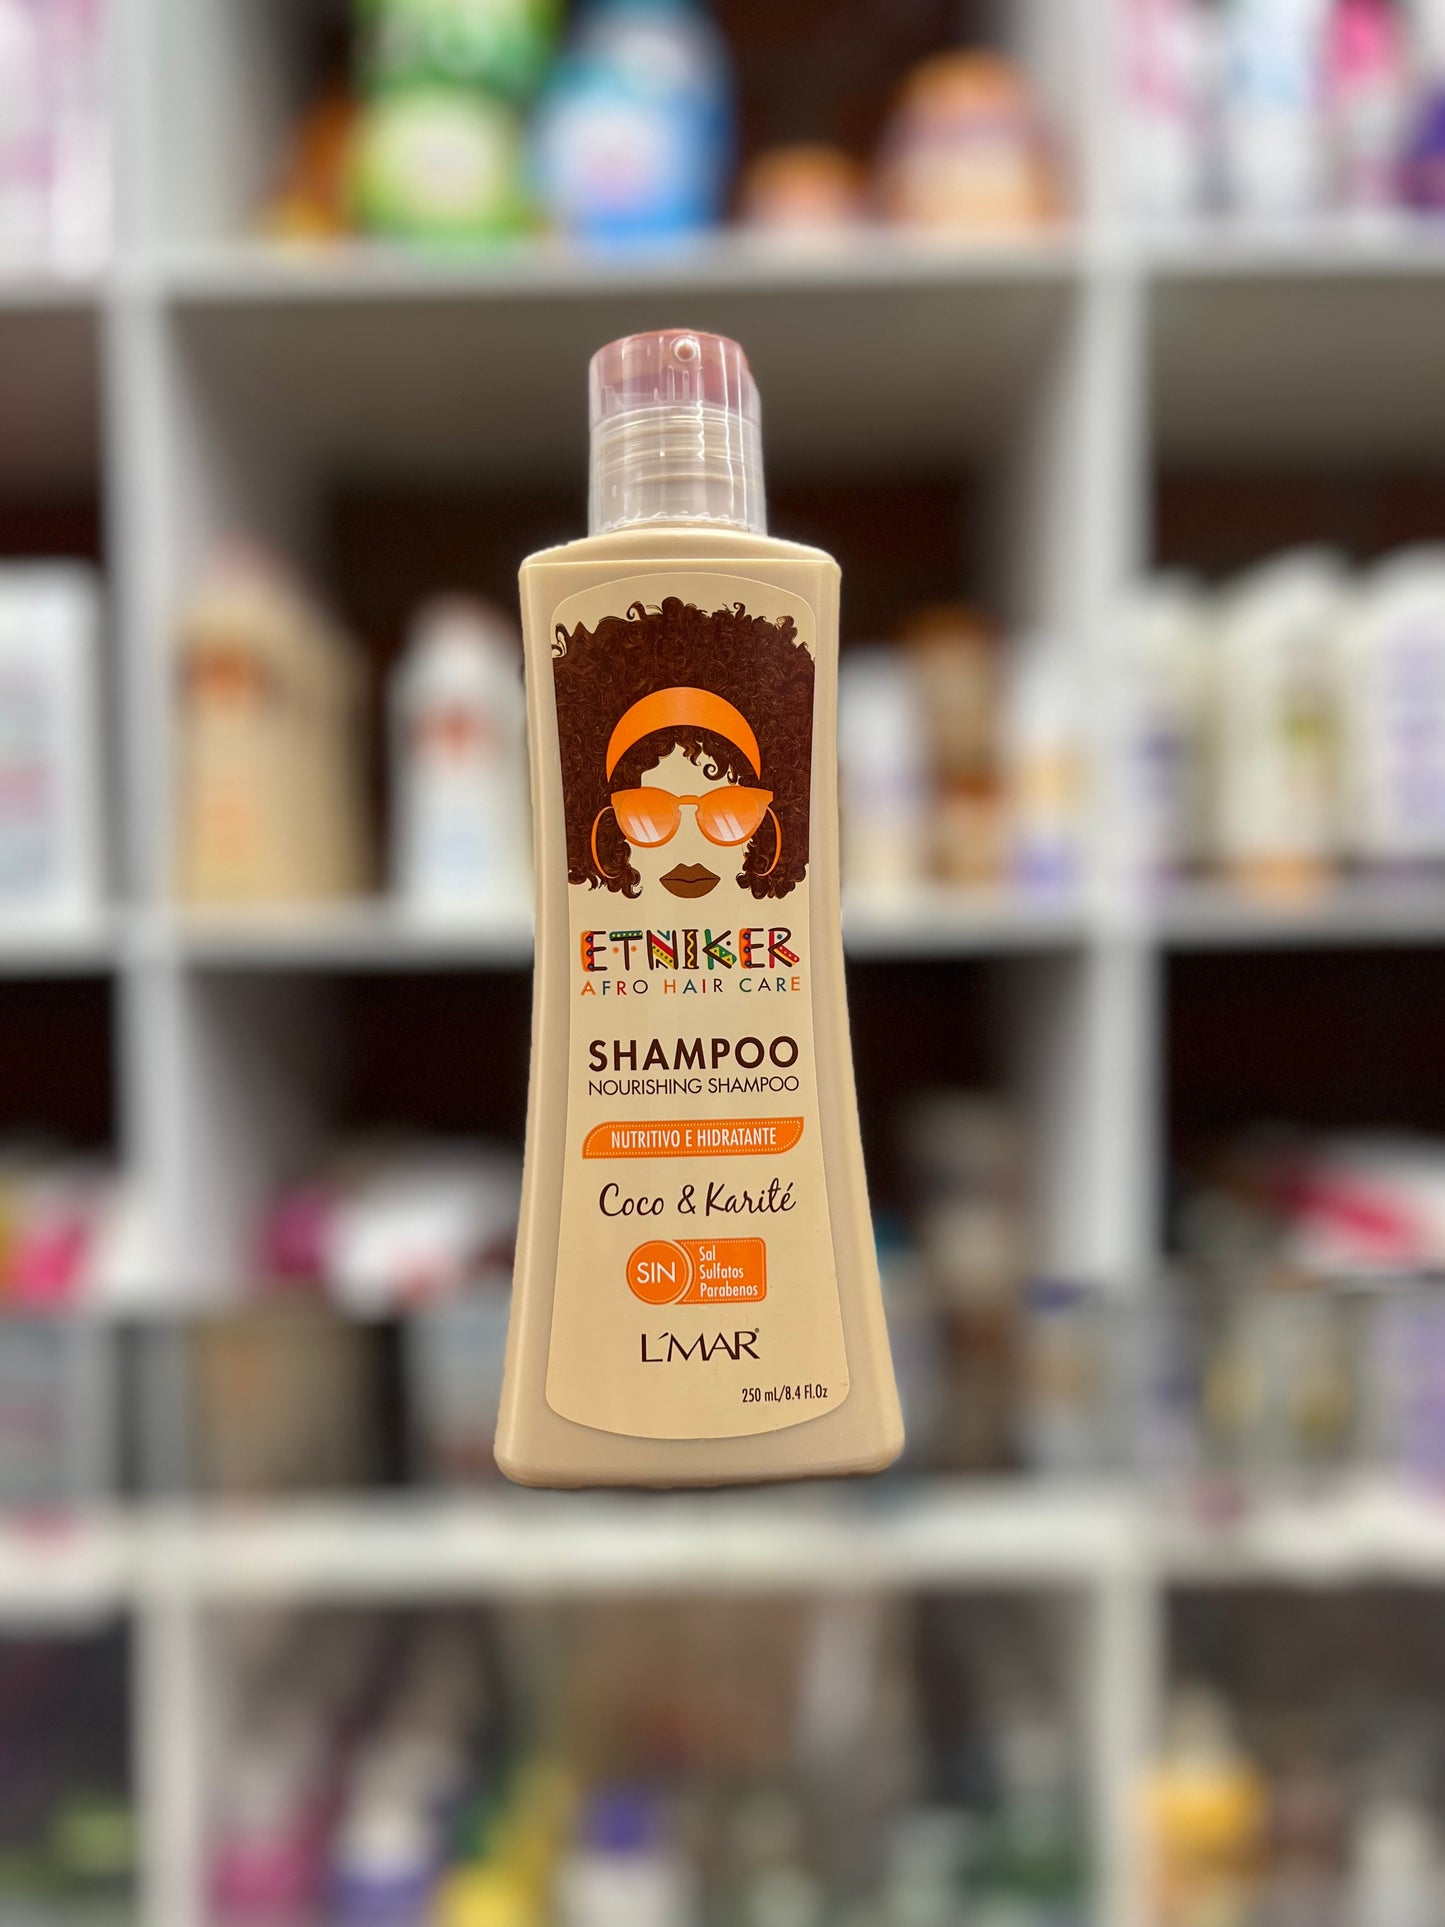 ETNIKER
AFRO HAIR CARE
SHAMPOO
NOURISHING SHAMPOO
NUTRITIVO E HIDRATANTE
Coco & Karité
SIN
Sal
Sulfatos
Parabenos
L´MAR®
250 mL/8.4 Fl.Oz